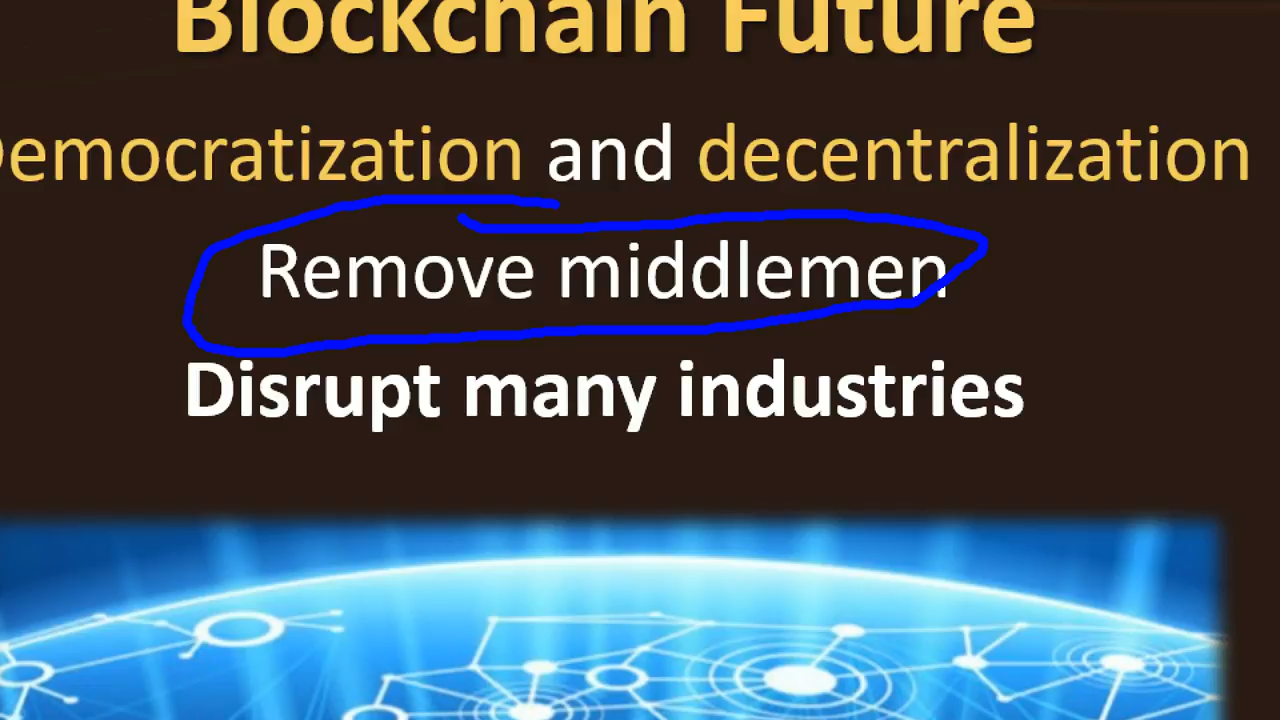 Blockchain Future
Democratization and decentralization
Remove middlemen
Disrupt many industries